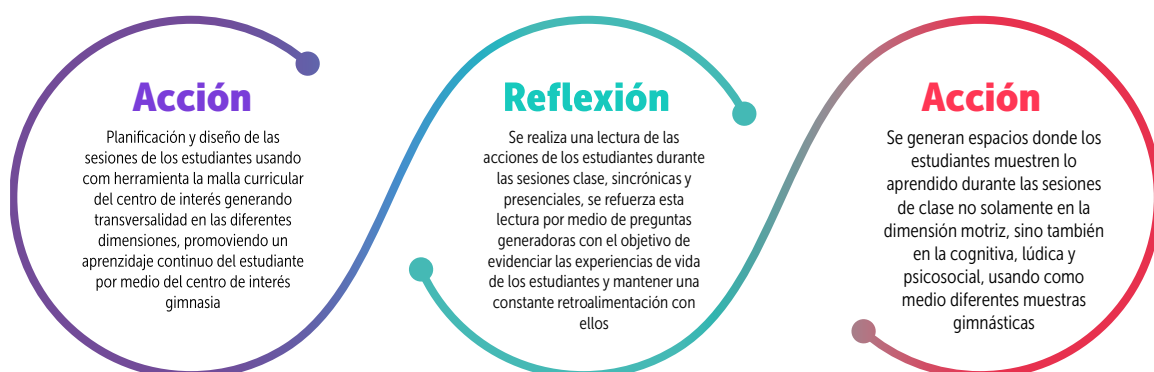 Acción
Planificación y diseño de las
sesiones de los estudiantes usando
com herramienta la malla curricular
del centro de interés generando
transversalidad en las diferentes
dimensiones, promoviendo un
aprenzidaje continuo del estudiante
por medio del centro de interés
gimnasia
Reflexión
Se realiza una lectura de las
acciones de los estudiantes durante
las sesiones clase, sincrónicas y
presenciales, se refuerza esta
lectura por medio de preguntas
generadoras con el objetivo de
evidenciar las experiencias de vida
de los estudiantes y mantener una
constante retroalimentación con
ellos
Acción
Se generan espacios donde los
estudiantes muestren lo
aprendido durante las sesiones
de clase no solamente en la
dimensión motriz, sino también
en la cognitiva, lúdica y
psicosocial, usando como
medio diferentes muestras
gimnásticas